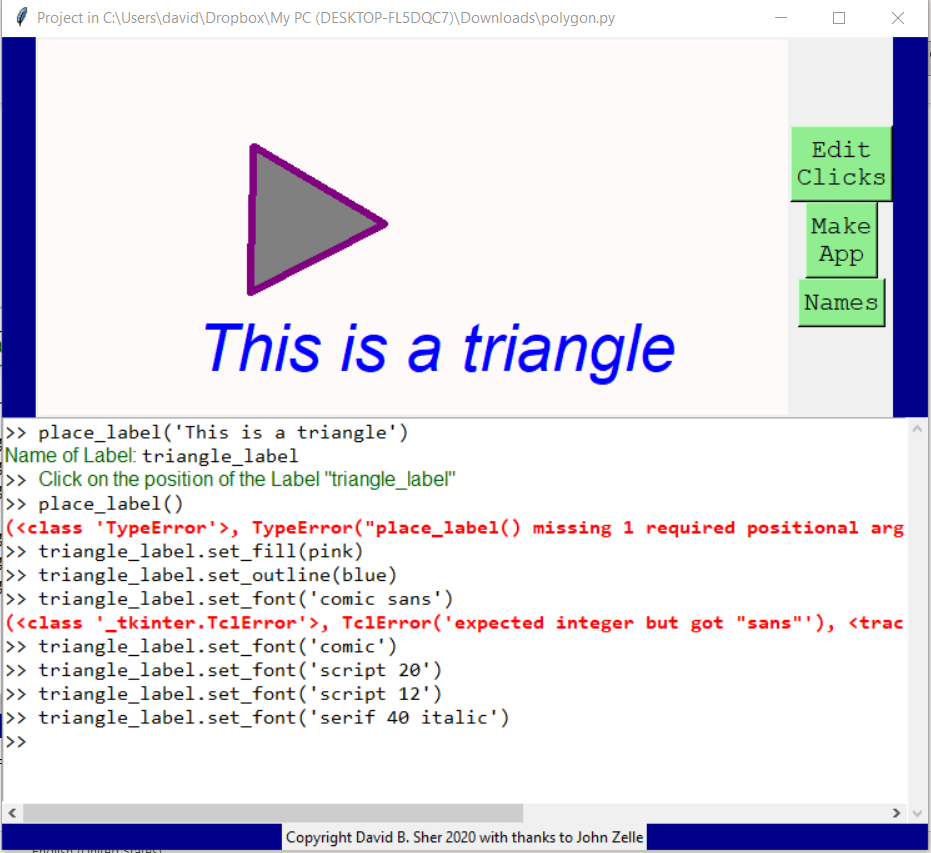 Project in C:\Users\david\Dropbox\My PC (DESKTOP-FL5DQC7)\Downloads\polygon.py
Edit
Clicks
Make
App
Names
This is a triangle
>> place_label('This is a triangle')
Name of Label: triangle_label
>> Click on the position of the Label "triangle_label"
>> place_label()
(<class 'TypeError'>, TypeError("place_label() missing 1 required positional arg
>> triangle_label.set_fill(pink)
>> triangle_label.set_outline(blue)
>> triangle_label.set_font('comic sans')
(<class '_tkinter.TclError'>, TclError('expected integer but got "sans"'), <trac
>> triangle_label.set_font('comic')
>> triangle_label.set_font('script 20')
>> triangle_label.set_font('script 12')
>> triangle_label.set_font('serif 40 italic')
>>
Copyright David B. Sher 2020 with thanks to John Zelle